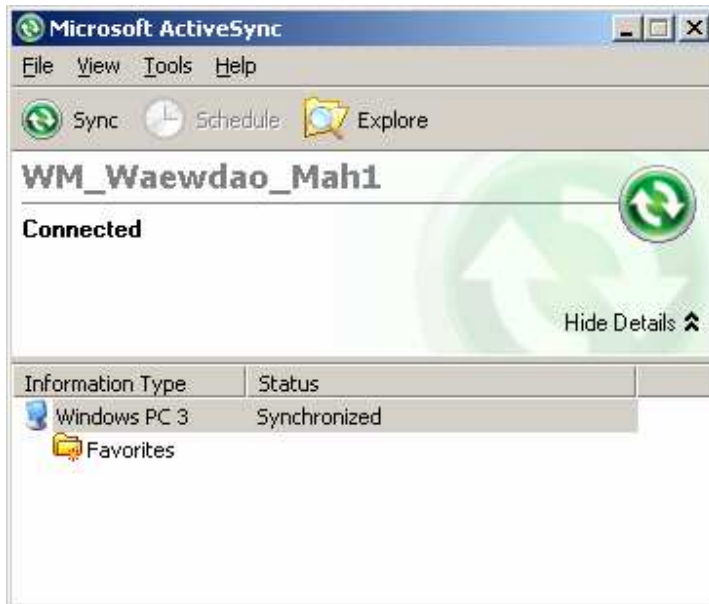 Microsoft ActiveSync
File View Tools Help
Sync Schedule Explore
WM_Waewdao_Mah1
Connected
Hide Details
Information Type Status
Windows PC 3 Synchronized
Favorites